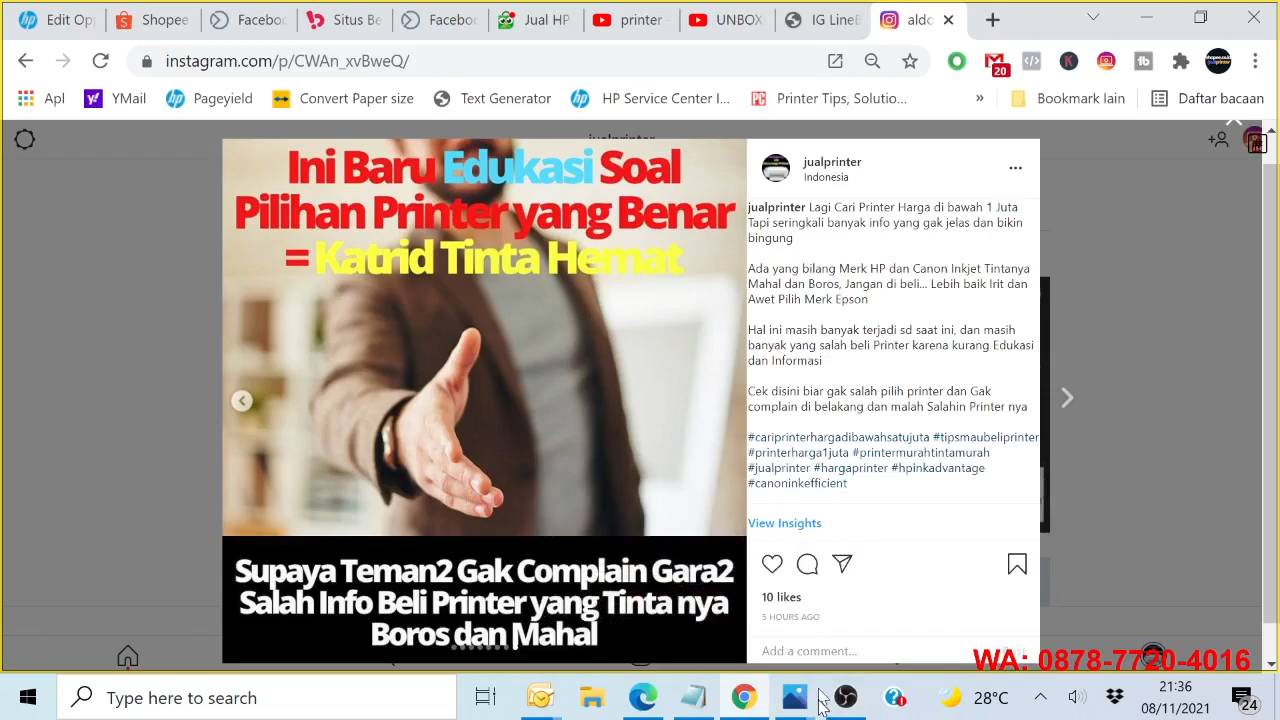 Edit Op
Shopee
Faceboo
Situs Be
Faceboo
Jual HP
printer -
UNBOX
IG LineB
aldo
instagram.com/p/CWAn_xvBweQ/
20
Apl
YMail
Pageyield
Convert Paper size
Text Generator
HP Service Center I...
Printer Tips, Solutio...
»
Bookmark lain
Daftar bacaan
Ini Baru Edukasi Soal
Pilihan Printer yang Benar
= Katrid Tinta Hemat
Supaya Teman2 Gak Complain Gara2
Salah Info Beli Printer yang Tinta nya
Boros dan Mahal
jualprinter
Indonesia
jualprinter Lagi Cari Printer Harga di bawah 1 Juta
Tapi seringkali banyak info yang gak jelas dan bikin
bingung
Ada yang bilang Merk HP dan Canon Inkjet Tintanya
Mahal dan Boros, Jangan di beli... Lebih baik Irit dan
Awet Pilih Merk Epson
Hal ini masih banyak terjadi sd saat ini, dan masih
banyak yang salah beli Printer karena kurang Edukasi
dan Informasi
Cek disini biar gak salah pilih printer dan Gak
complain di belakang dan malah Salahin Printer nya
#cariprinterhargadibawahsatujuta #tipsmaubeliprinter
#printerharga1juta #printermurahtintamurah
#jualprinter #hargaprinter #hpinkadvantage
#canoninkefficient
View Insights
10 likes
5 HOURS AGO
Add a comment...
WA: 0878-7720-4016
Type here to search
28°C
21:36
08/11/2021
24